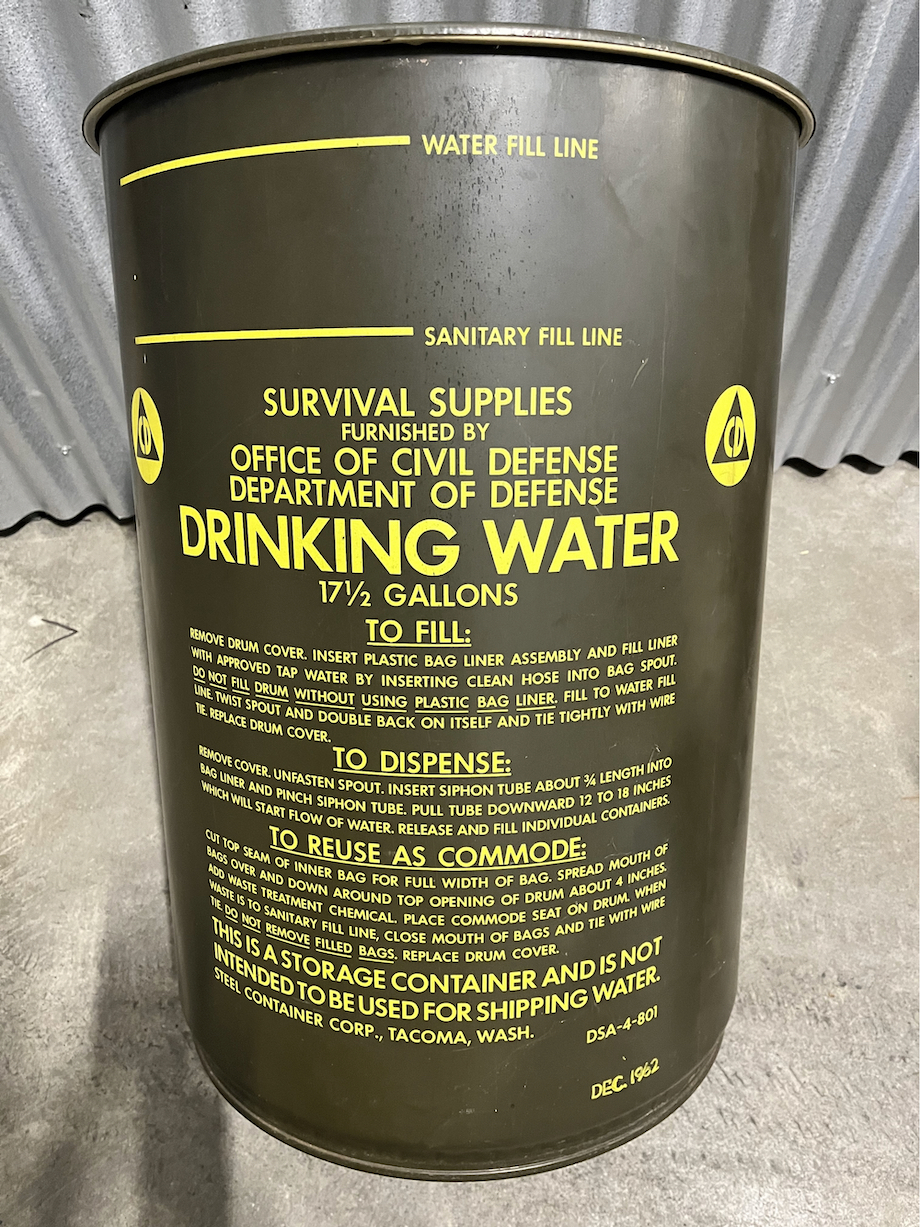 WATER FILL LINE
SANITARY FILL LINE
SURVIVAL SUPPLIES
FURNISHED BY
OFFICE OF CIVIL DEFENSE
DEPARTMENT OF DEFENSE
CD
CD
DRINKING WATER
17½ GALLONS
TO FILL:
REMOVE DRUM COVER. INSERT PLASTIC BAG LINER ASSEMBLY AND FILL LINER
WITH APPROVED TAP WATER BY INSERTING CLEAN HOSE INTO BAG SPOUT.
DO NOT FILL DRUM WITHOUT USING PLASTIC BAG LINER. FILL TO WATER FILL
LINE. TWIST SPOUT AND DOUBLE BACK ON ITSELF AND TIE TIGHTLY WITH WIRE
TIE. REPLACE DRUM COVER.
TO DISPENSE:
REMOVE COVER. UNFASTEN SPOUT. INSERT SIPHON TUBE ABOUT ¾ LENGTH INTO
BAG LINER AND PINCH SIPHON TUBE. PULL TUBE DOWNWARD 12 TO 18 INCHES
WHICH WILL START FLOW OF WATER. RELEASE AND FILL INDIVIDUAL CONTAINERS.
TO REUSE AS COMMODE:
CUT TOP SEAM OF INNER BAG FOR FULL WIDTH OF BAG. SPREAD MOUTH OF
BAGS OVER AND DOWN AROUND TOP OPENING OF DRUM ABOUT 4 INCHES.
ADD WASTE TREATMENT CHEMICAL. PLACE COMMODE SEAT ON DRUM. WHEN
WASTE IS TO SANITARY FILL LINE, CLOSE MOUTH OF BAGS AND TIE WITH WIRE
TIE. DO NOT REMOVE FILLED BAGS. REPLACE DRUM COVER.
THIS IS A STORAGE CONTAINER AND IS NOT
INTENDED TO BE USED FOR SHIPPING WATER.
STEEL CONTAINER CORP., TACOMA, WASH.
DSA-4-801
DEC. 1962